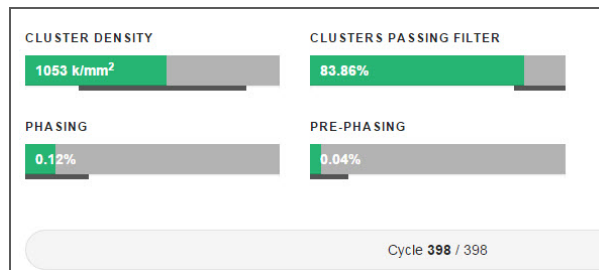 CLUSTER DENSITY
1053 k/mm²
CLUSTERS PASSING FILTER
83.86%
PHASING
0.12%
PRE-PHASING
0.04%
Cycle 398 / 398